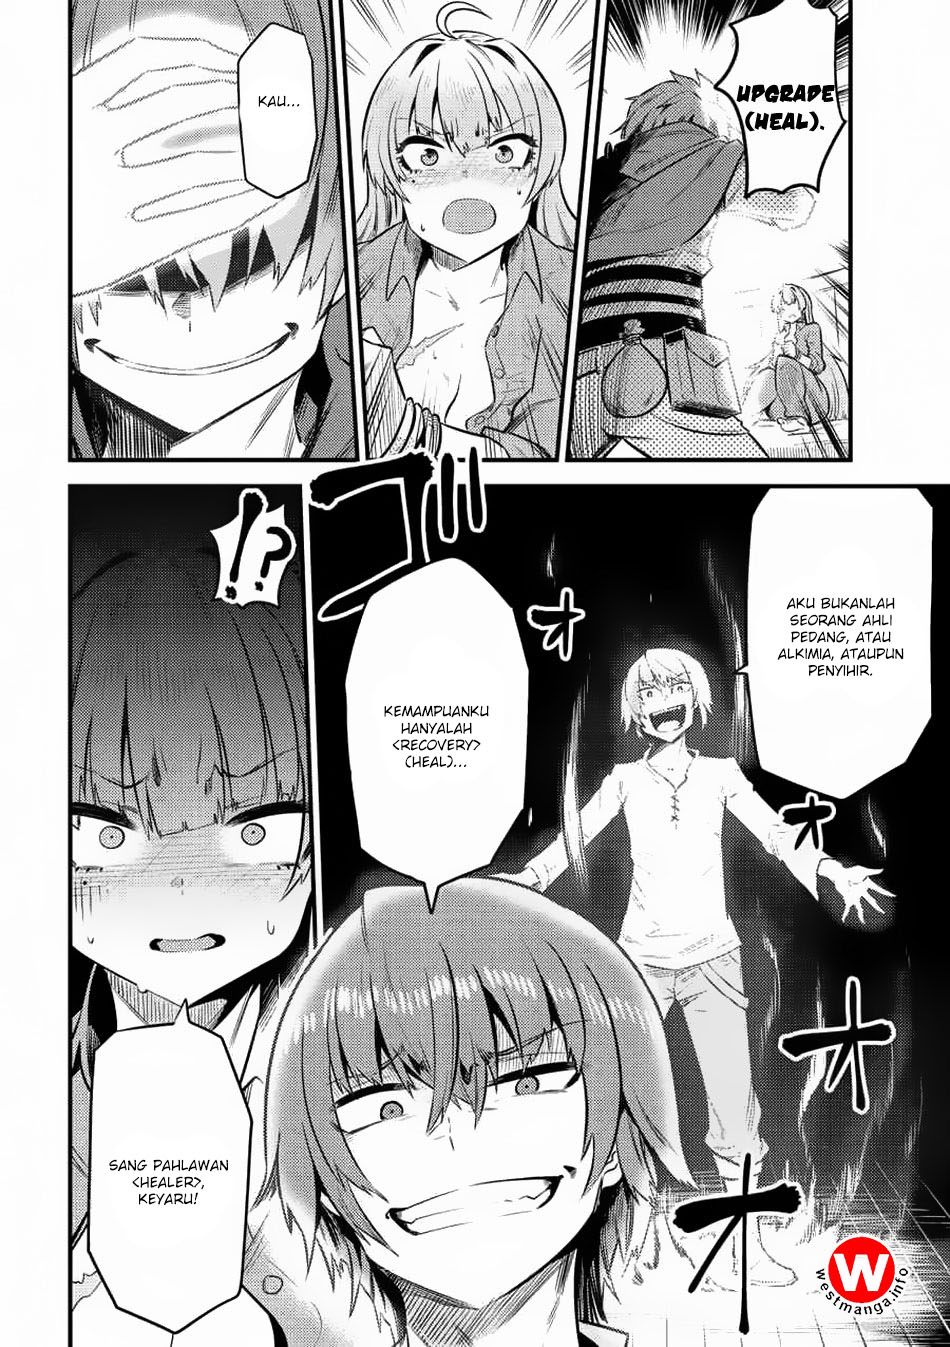 UPGRADE
(HEAL).
KAU...
AKU BUKANLAH
SEORANG AHLI
PEDANG, ATAU
ALKIMIA, ATAUPUN
PENYIHIR.
KEMAMPUANKU
HANYALAH
<RECOVERY>
(HEAL)...
ゴオォオオオ
!?
SANG PAHLAWAN
<HEALER>,
KEYARU!
W
westmanga.info